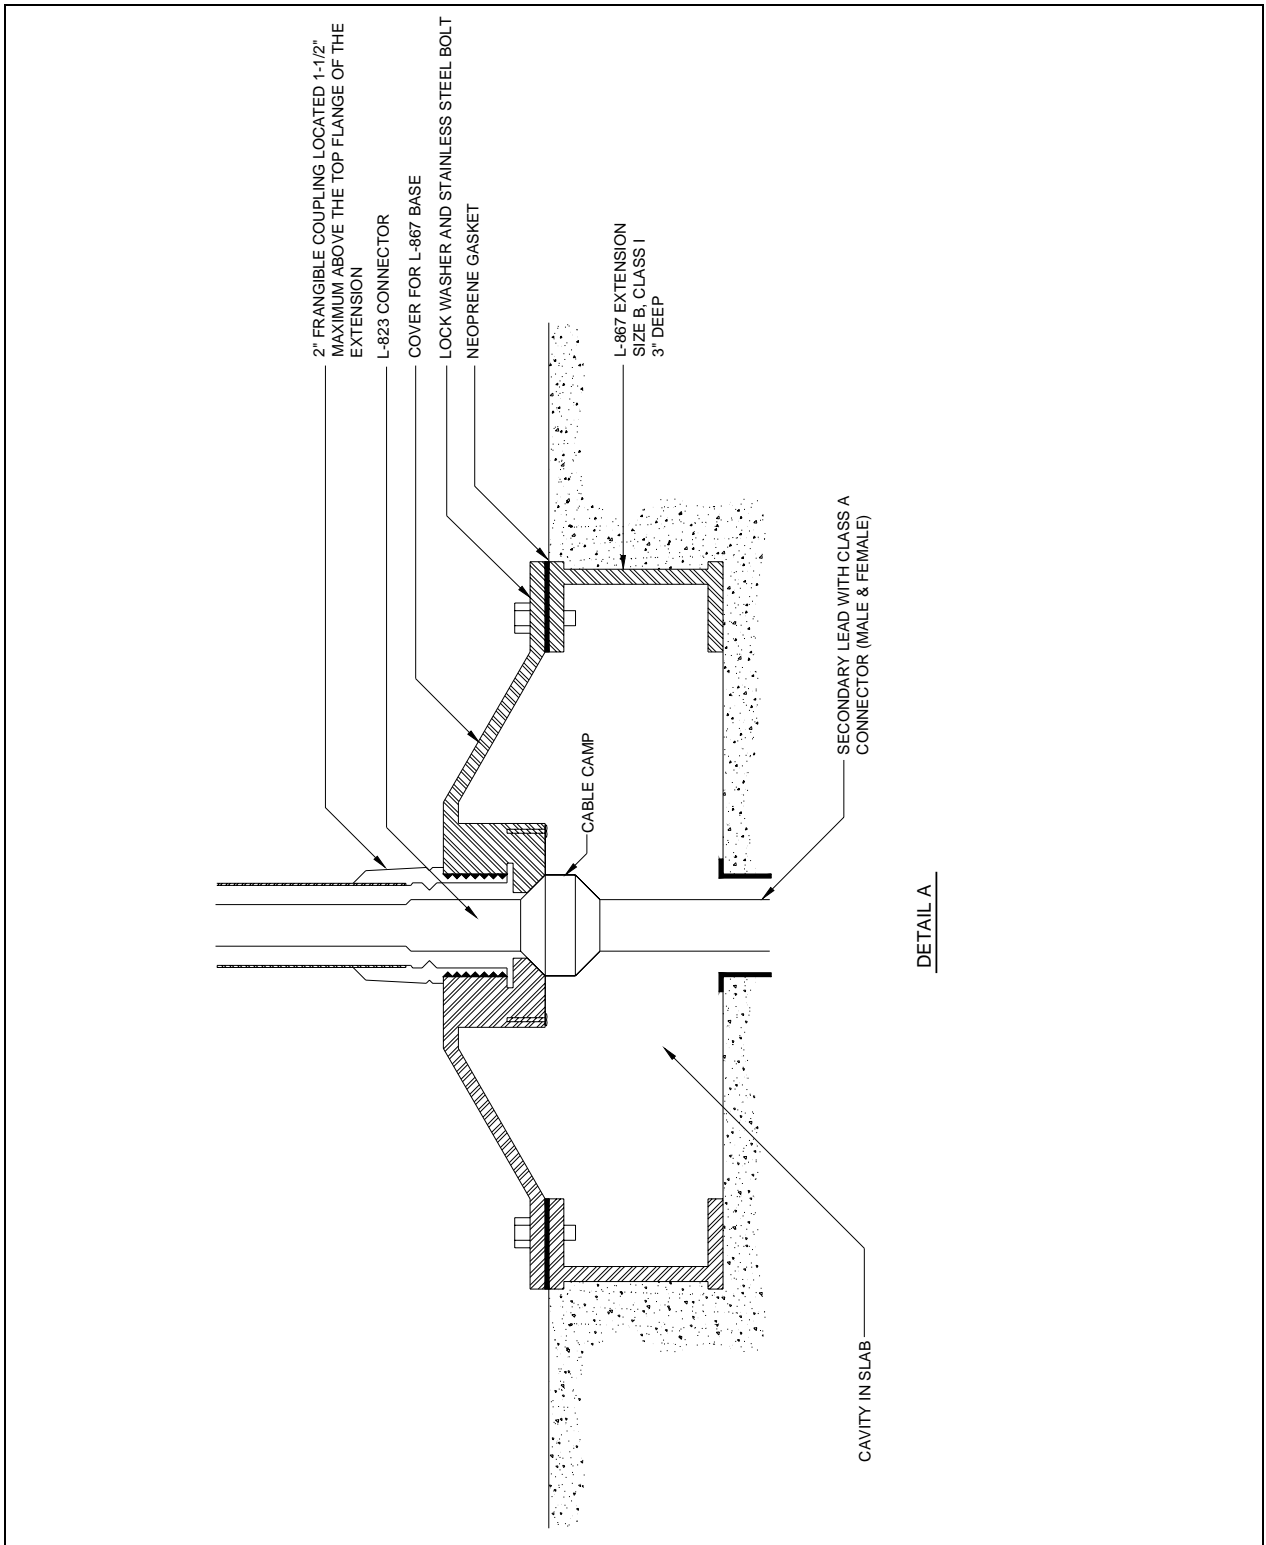 2" FRANGIBLE COUPLING LOCATED 1-1/2"
MAXIMUM ABOVE THE TOP FLANGE OF THE
EXTENSION
L-823 CONNECTOR
COVER FOR L-867 BASE
LOCK WASHER AND STAINLESS STEEL BOLT
NEOPRENE GASKET
L-867 EXTENSION
SIZE B, CLASS I
3" DEEP
CABLE CAMP
SECONDARY LEAD WITH CLASS A
CONNECTOR (MALE & FEMALE)
CAVITY IN SLAB
DETAIL A